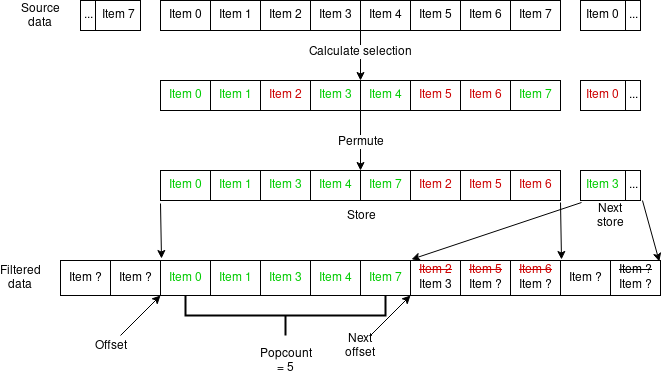 Source
data
... Item 7 Item 0 Item 1 Item 2 Item 3 Item 4 Item 5 Item 6 Item 7 Item 0 ...
Calculate selection
Item 0 Item 1 Item 2 Item 3 Item 4 Item 5 Item 6 Item 7 Item 0 ...
Permute
Item 0 Item 1 Item 3 Item 4 Item 7 Item 2 Item 5 Item 6 Item 3 ...
Store
Next
store
Filtered
data
Item ? Item ? Item 0 Item 1 Item 3 Item 4 Item 7 Item 2 Item 5 Item 6 Item ? Item ?
Item 3 Item ? Item ? Item ?
Offset
Next
offset
Popcount
= 5